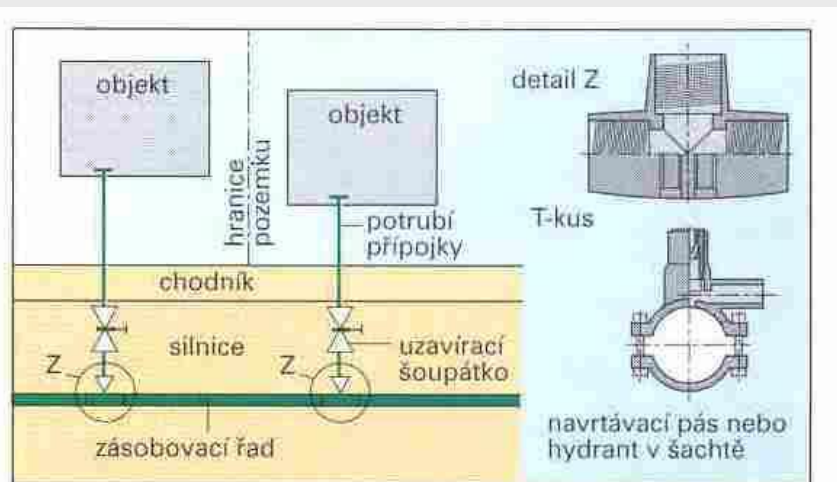 objekt
objekt
hranice
pozemku
potrubí
přípojky
chodník
silnice
Z
Z
uzavírací
šoupátko
zásobovací řad
detail Z
T-kus
navrtávací pás nebo
hydrant v šachtě